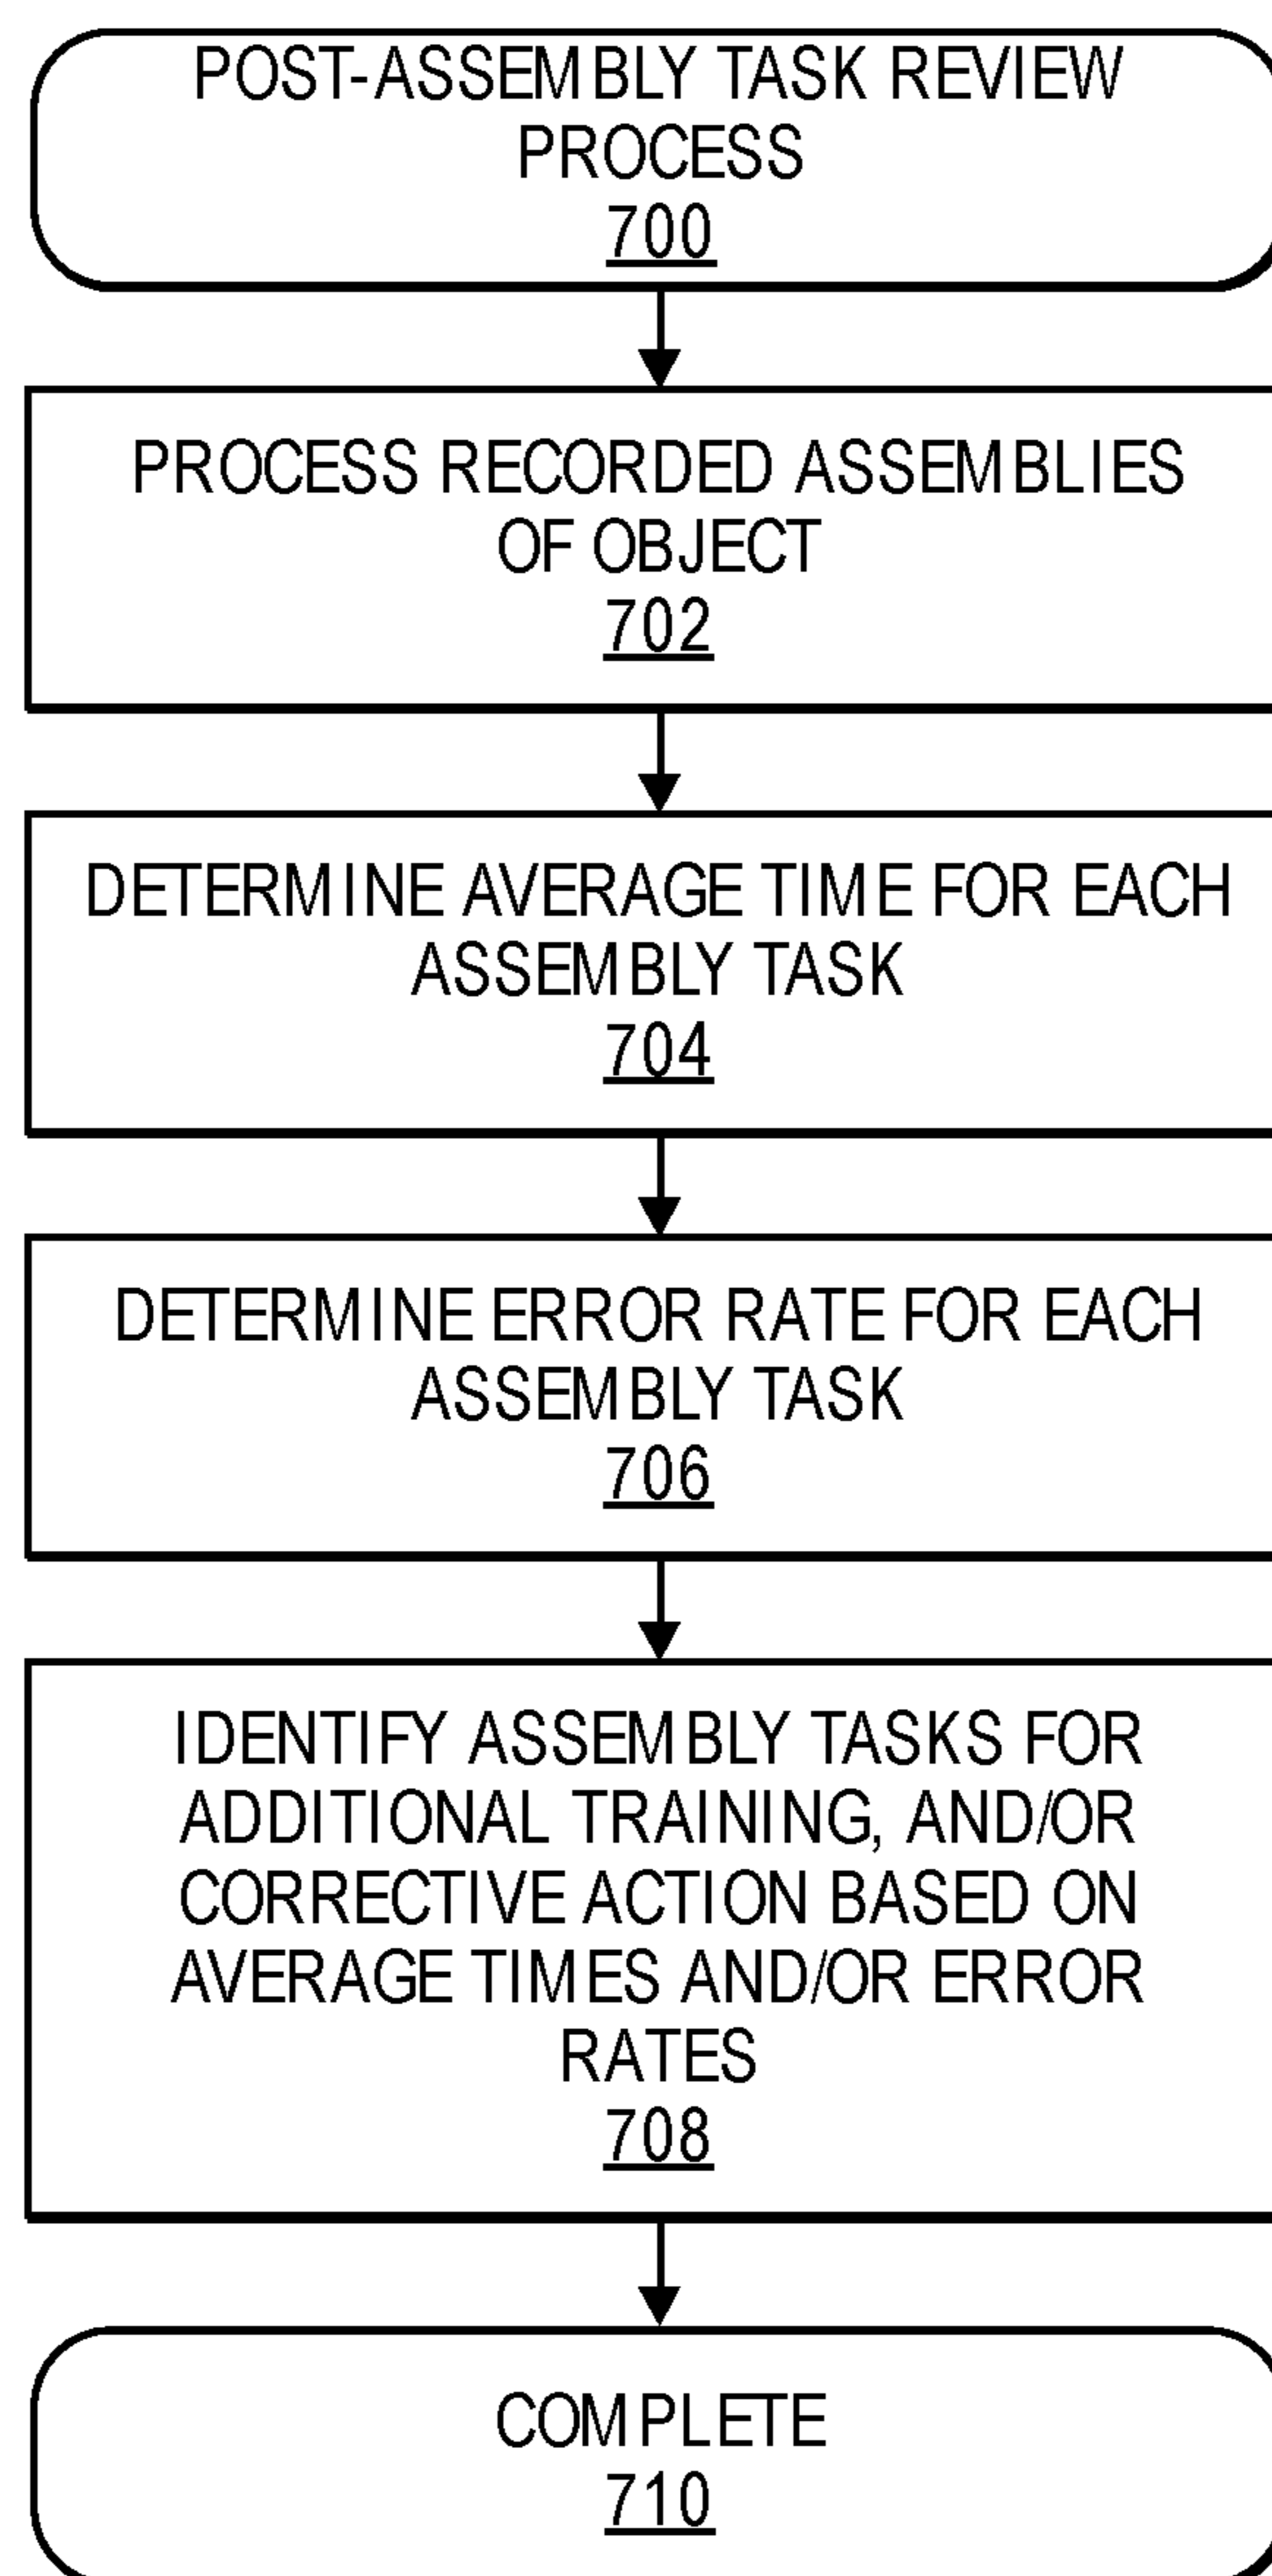 POST-ASSEMBLY TASK REVIEW
PROCESS
700
PROCESS RECORDED ASSEMBLIES
OF OBJECT
702
DETERMINE AVERAGE TIME FOR EACH
ASSEMBLY TASK
704
DETERMINE ERROR RATE FOR EACH
ASSEMBLY TASK
706
IDENTIFY ASSEMBLY TASKS FOR
ADDITIONAL TRAINING, AND/OR
CORRECTIVE ACTION BASED ON
AVERAGE TIMES AND/OR ERROR
RATES
708
COMPLETE
710